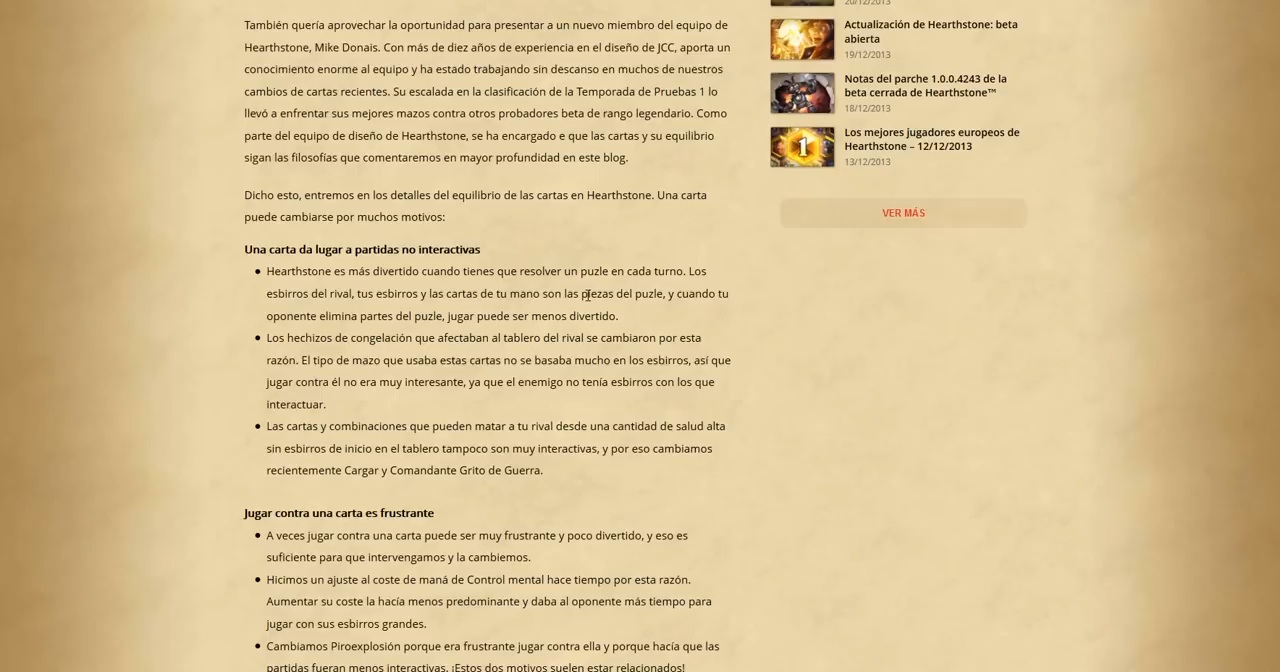 También quería aprovechar la oportunidad para presentar a un nuevo miembro del equipo de
Hearthstone, Mike Donais. Con más de diez años de experiencia en el diseño de JCC, aporta un
conocimiento enorme al equipo y ha estado trabajando sin descanso en muchos de nuestros
cambios de cartas recientes. Su escalada en la clasificación de la Temporada de Pruebas 1 lo
llevó a enfrentar sus mejores mazos contra otros probadores beta de rango legendario. Como
parte del equipo de diseño de Hearthstone, se ha encargado e que las cartas y su equilibrio
sigan las filosofías que comentaremos en mayor profundidad en este blog.
Dicho esto, entremos en los detalles del equilibrio de las cartas en Hearthstone. Una carta
puede cambiarse por muchos motivos:
Una carta da lugar a partidas no interactivas
Hearthstone es más divertido cuando tienes que resolver un puzle en cada turno. Los
esbirros del rival, tus esbirros y las cartas de tu mano son las piezas del puzle, y cuando tu
oponente elimina partes del puzle, jugar puede ser menos divertido.
Los hechizos de congelación que afectaban al tablero del rival se cambiaron por esta
razón. El tipo de mazo que usaba estas cartas no se basaba mucho en los esbirros, así que
jugar contra él no era muy interesante, ya que el enemigo no tenía esbirros con los que
interactuar.
Las cartas y combinaciones que pueden matar a tu rival desde una cantidad de salud alta
sin esbirros de inicio en el tablero tampoco son muy interactivas, y por eso cambiamos
recientemente Cargar y Comandante Grito de Guerra.
Jugar contra una carta es frustrante
A veces jugar contra una carta puede ser muy frustrante y poco divertido, y eso es
suficiente para que intervengamos y la cambiemos.
Hicimos un ajuste al coste de maná de Control mental hace tiempo por esta razón.
Aumentar su coste la hacía menos predominante y daba al oponente más tiempo para
jugar con sus esbirros grandes.
Cambiamos Piroexplosión porque era frustrante jugar contra ella y porque hacía que las
partidas fueran menos interactivas. ¡Estos dos motivos suelen estar relacionados!
20/12/2013
Actualización de Hearthstone: beta
abierta
19/12/2013
Notas del parche 1.0.0.4243 de la
beta cerrada de Hearthstone™
18/12/2013
1
Los mejores jugadores europeos de
Hearthstone – 12/12/2013
13/12/2013
VER MÁS